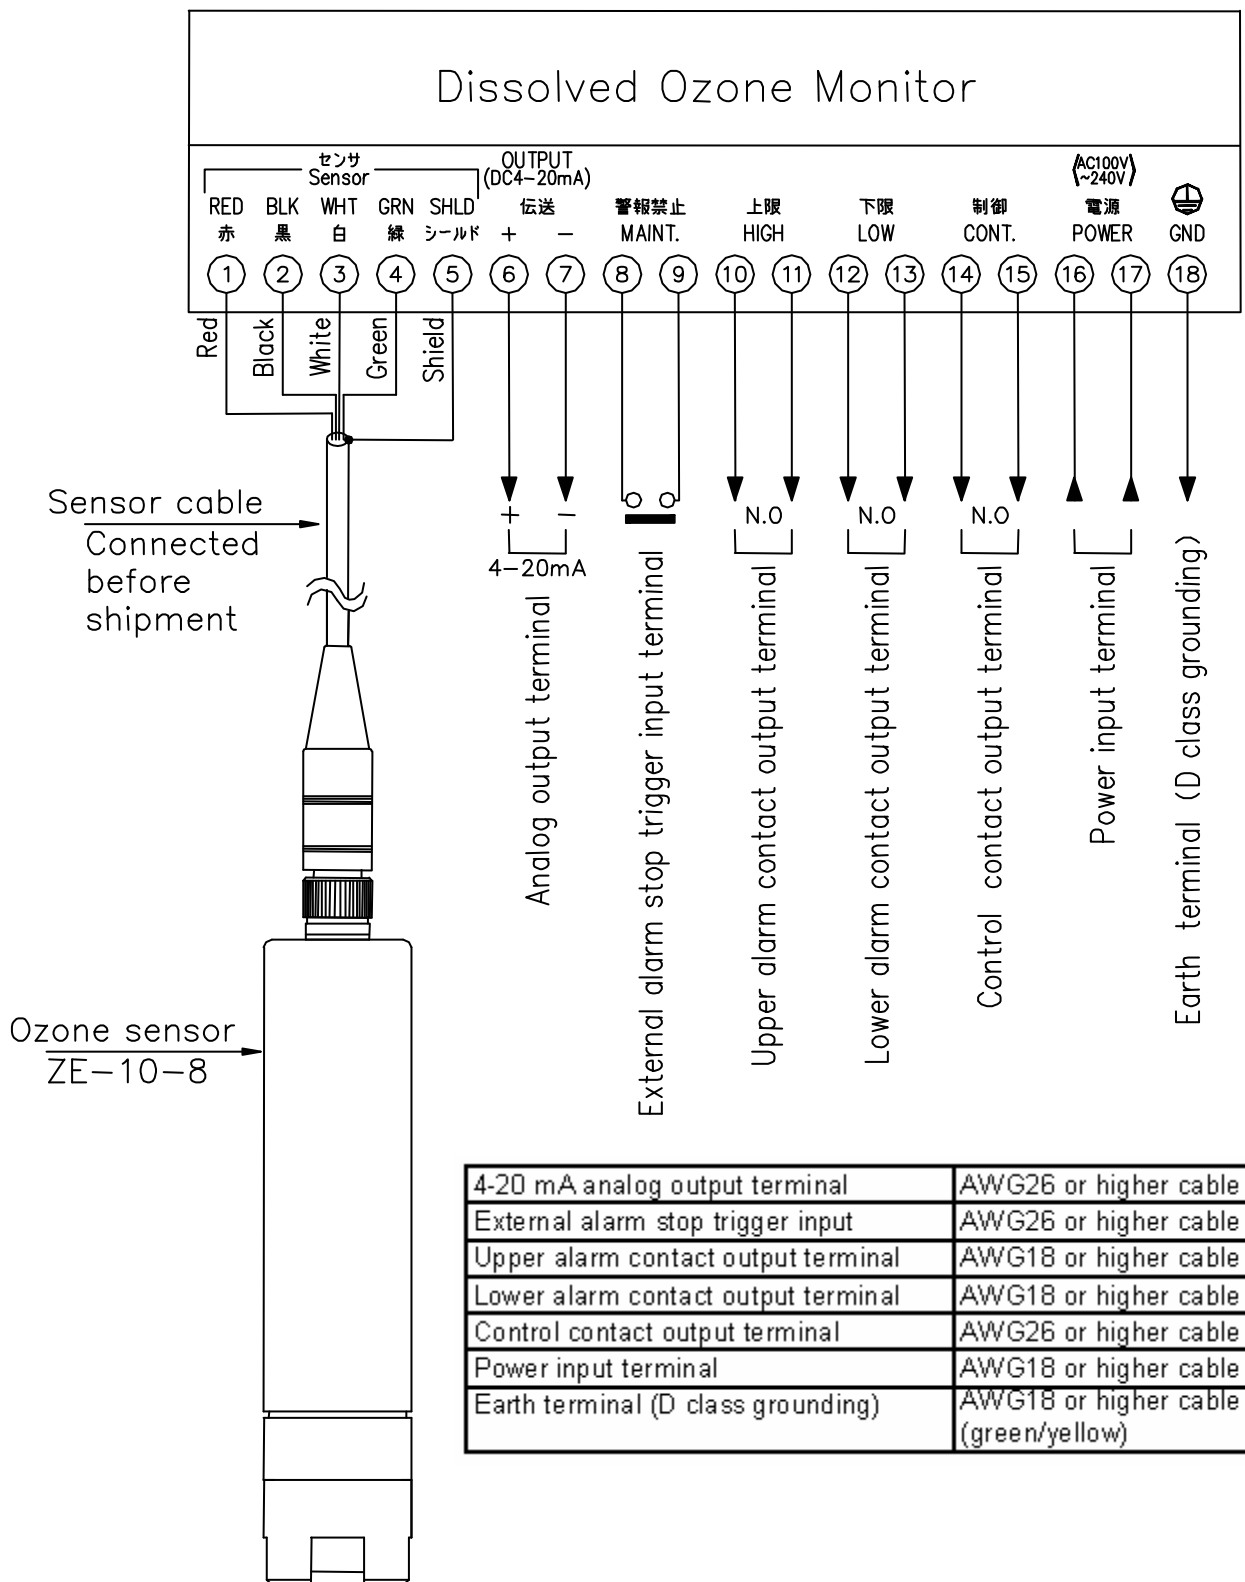 Dissolved Ozone Monitor
センサ
Sensor
OUTPUT
(DC4-20mA)
(AC100V
~240V)
RED BLK WHT GRN SHLD 伝送 警報禁止 上限 下限 制御 電源
赤 黒 白 緑 シールド + - MAINT. HIGH LOW CONT. POWER GND
1 2 3 4 5 6 7 8 9 10 11 12 13 14 15 16 17 18
Red
Black
White
Green
Shield
+ -
4-20mA
N.O
N.O
N.O
Sensor cable
Connected
before
shipment
Analog output terminal
External alarm stop trigger input terminal
Upper alarm contact output terminal
Lower alarm contact output terminal
Control contact output terminal
Power input terminal
Earth terminal (D class grounding)
Ozone sensor
ZE-10-8
4-20 mA analog output terminal AWG26 or higher cable
External alarm stop trigger input AWG26 or higher cable
Upper alarm contact output terminal AWG18 or higher cable
Lower alarm contact output terminal AWG18 or higher cable
Control contact output terminal AWG26 or higher cable
Power input terminal AWG18 or higher cable
Earth terminal (D class grounding) AWG18 or higher cable
(green/yellow)